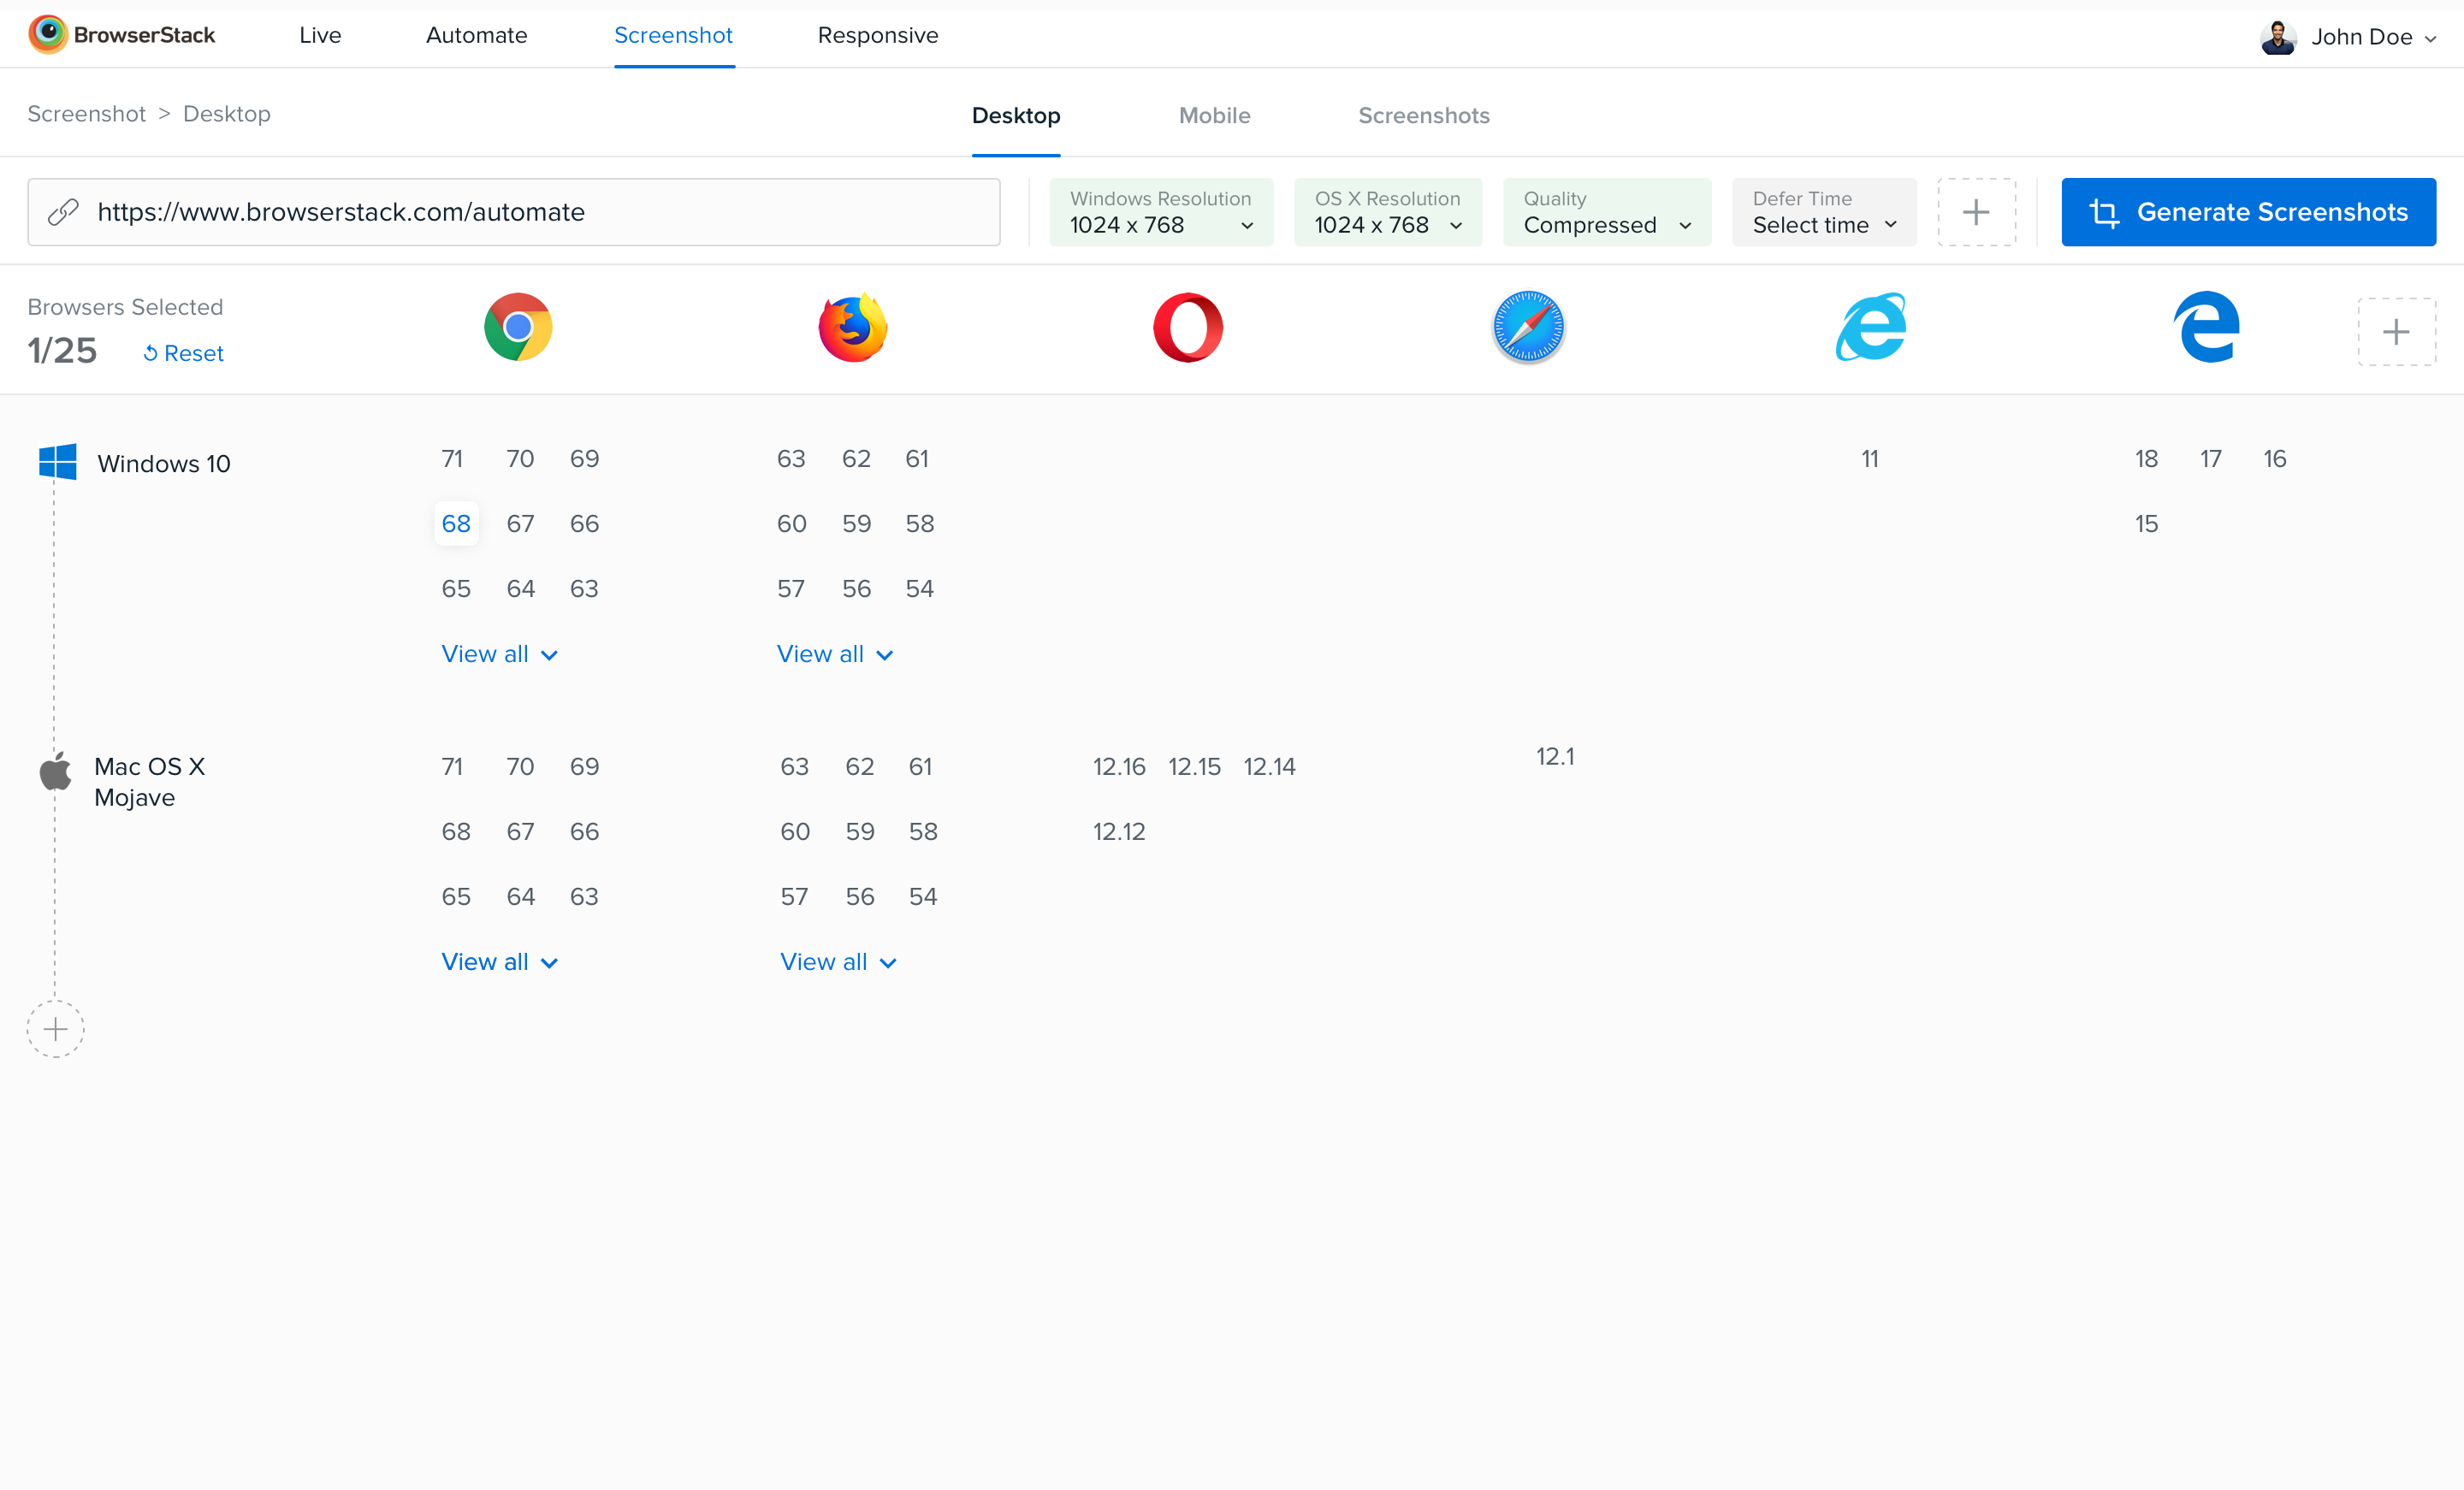 BrowserStack Live Automate Screenshot Responsive John Doe
Screenshot > Desktop Desktop Mobile Screenshots
https://www.browserstack.com/automate
Windows Resolution
1024 x 768
OS X Resolution
1024 x 768
Quality
Compressed
Defer Time
Select time
Generate Screenshots
Browsers Selected
1/25 Reset
Windows 10
71 70 69
68 67 66
65 64 63
View all
63 62 61
60 59 58
57 56 54
View all
11
18 17 16
15
Mac OS X
Mojave
71 70 69
68 67 66
65 64 63
View all
63 62 61
60 59 58
57 56 54
View all
12.16 12.15 12.14
12.12
12.1